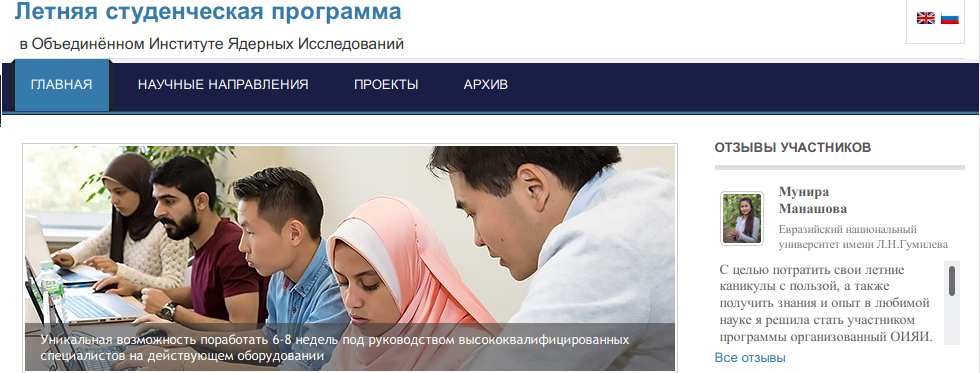 Летняя студенческая программа
в Объединённом Институте Ядерных Исследований
ГЛАВНАЯ НАУЧНЫЕ НАПРАВЛЕНИЯ ПРОЕКТЫ АРХИВ
Уникальная возможность поработать 6-8 недель под руководством высококвалифицированных
специалистов на действующем оборудовании
ОТЗЫВЫ УЧАСТНИКОВ
Мунира
Манашова
Евразийский национальный
университет имени Л.Н.Гумилева
С целью потратить свои летние
каникулы с пользой, а также
получить знания и опыт в любимой
науке я решила стать участником
программы организованный ОИЯИ.
Все отзывы